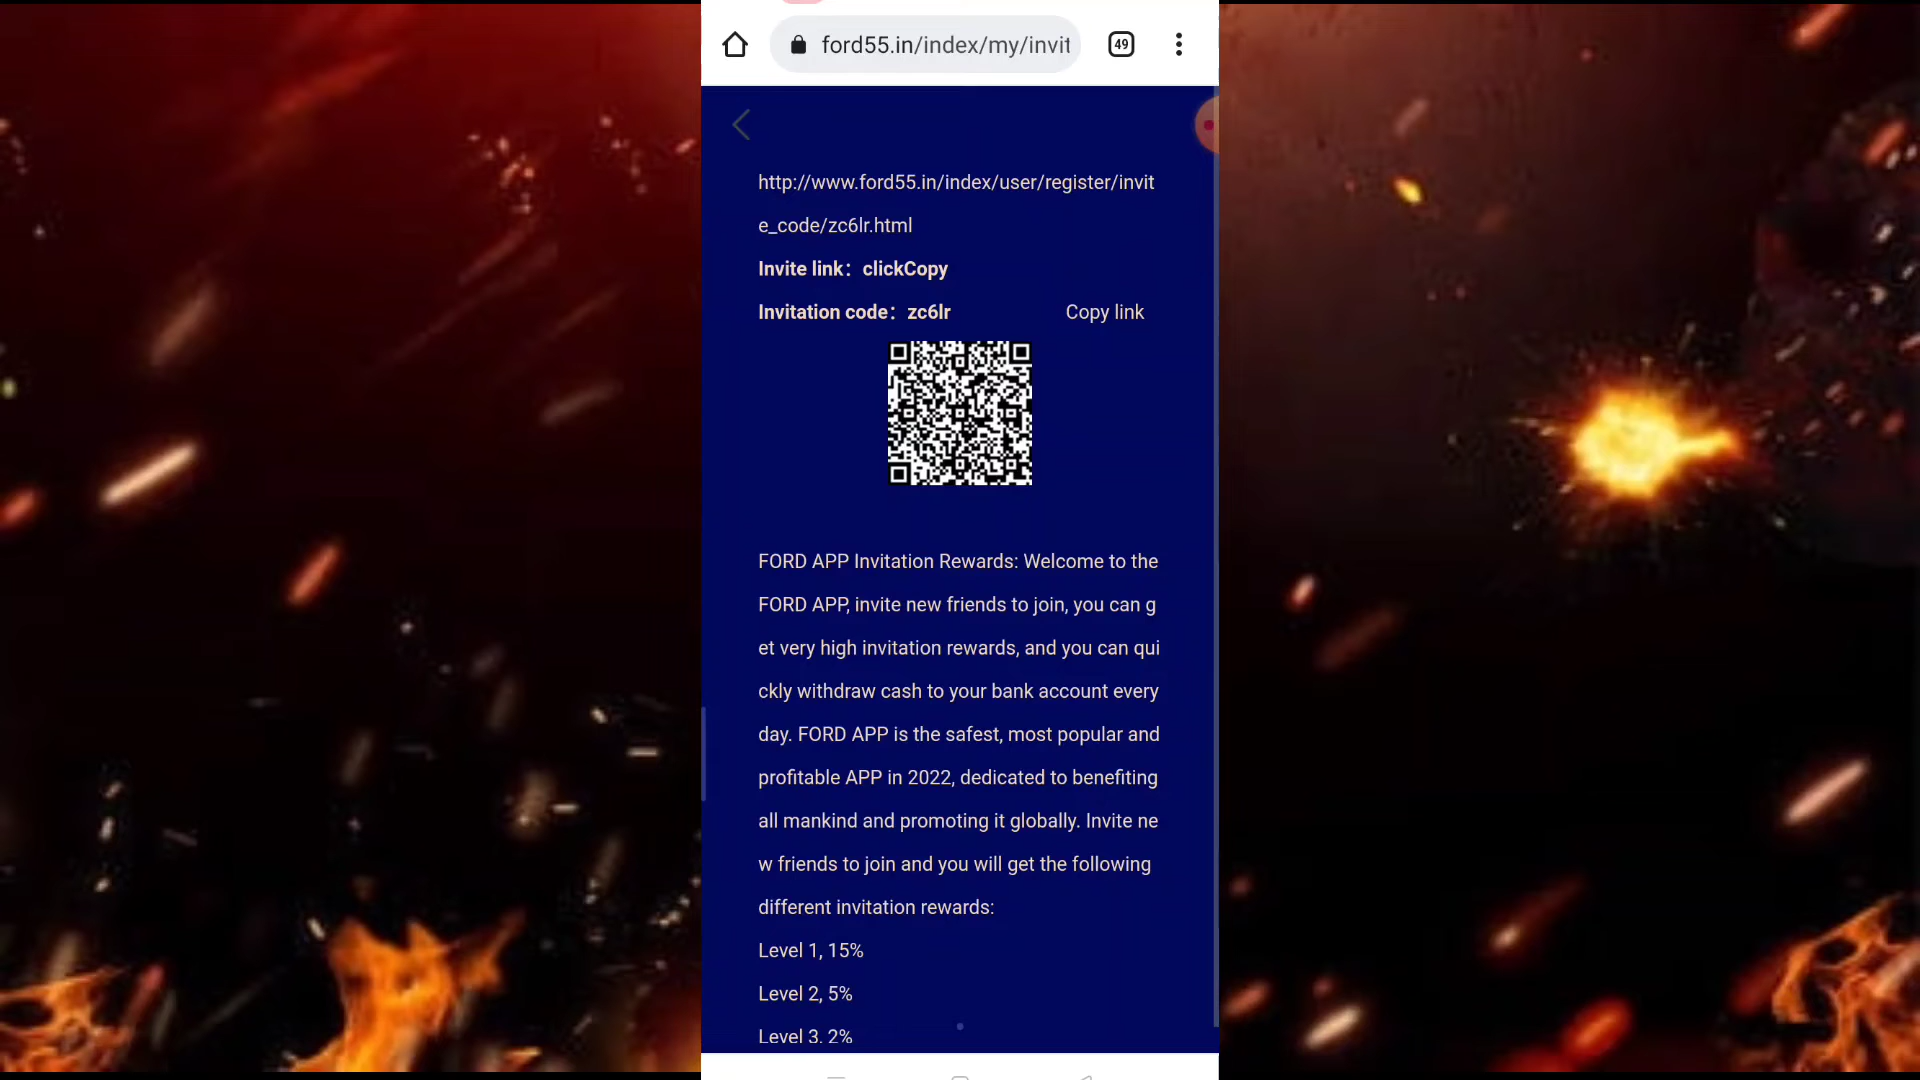 ford55.in/index/my/invit
49
http://www.ford55.in/index/user/register/invit
e_code/zc6lr.html
Invite link：clickCopy
Invitation code：zc6lr
Copy link
FORD APP Invitation Rewards: Welcome to the
FORD APP, invite new friends to join, you can g
et very high invitation rewards, and you can qui
ckly withdraw cash to your bank account every
day. FORD APP is the safest, most popular and
profitable APP in 2022, dedicated to benefiting
all mankind and promoting it globally. Invite ne
w friends to join and you will get the following
different invitation rewards:
Level 1, 15%
Level 2, 5%
Level 3, 2%